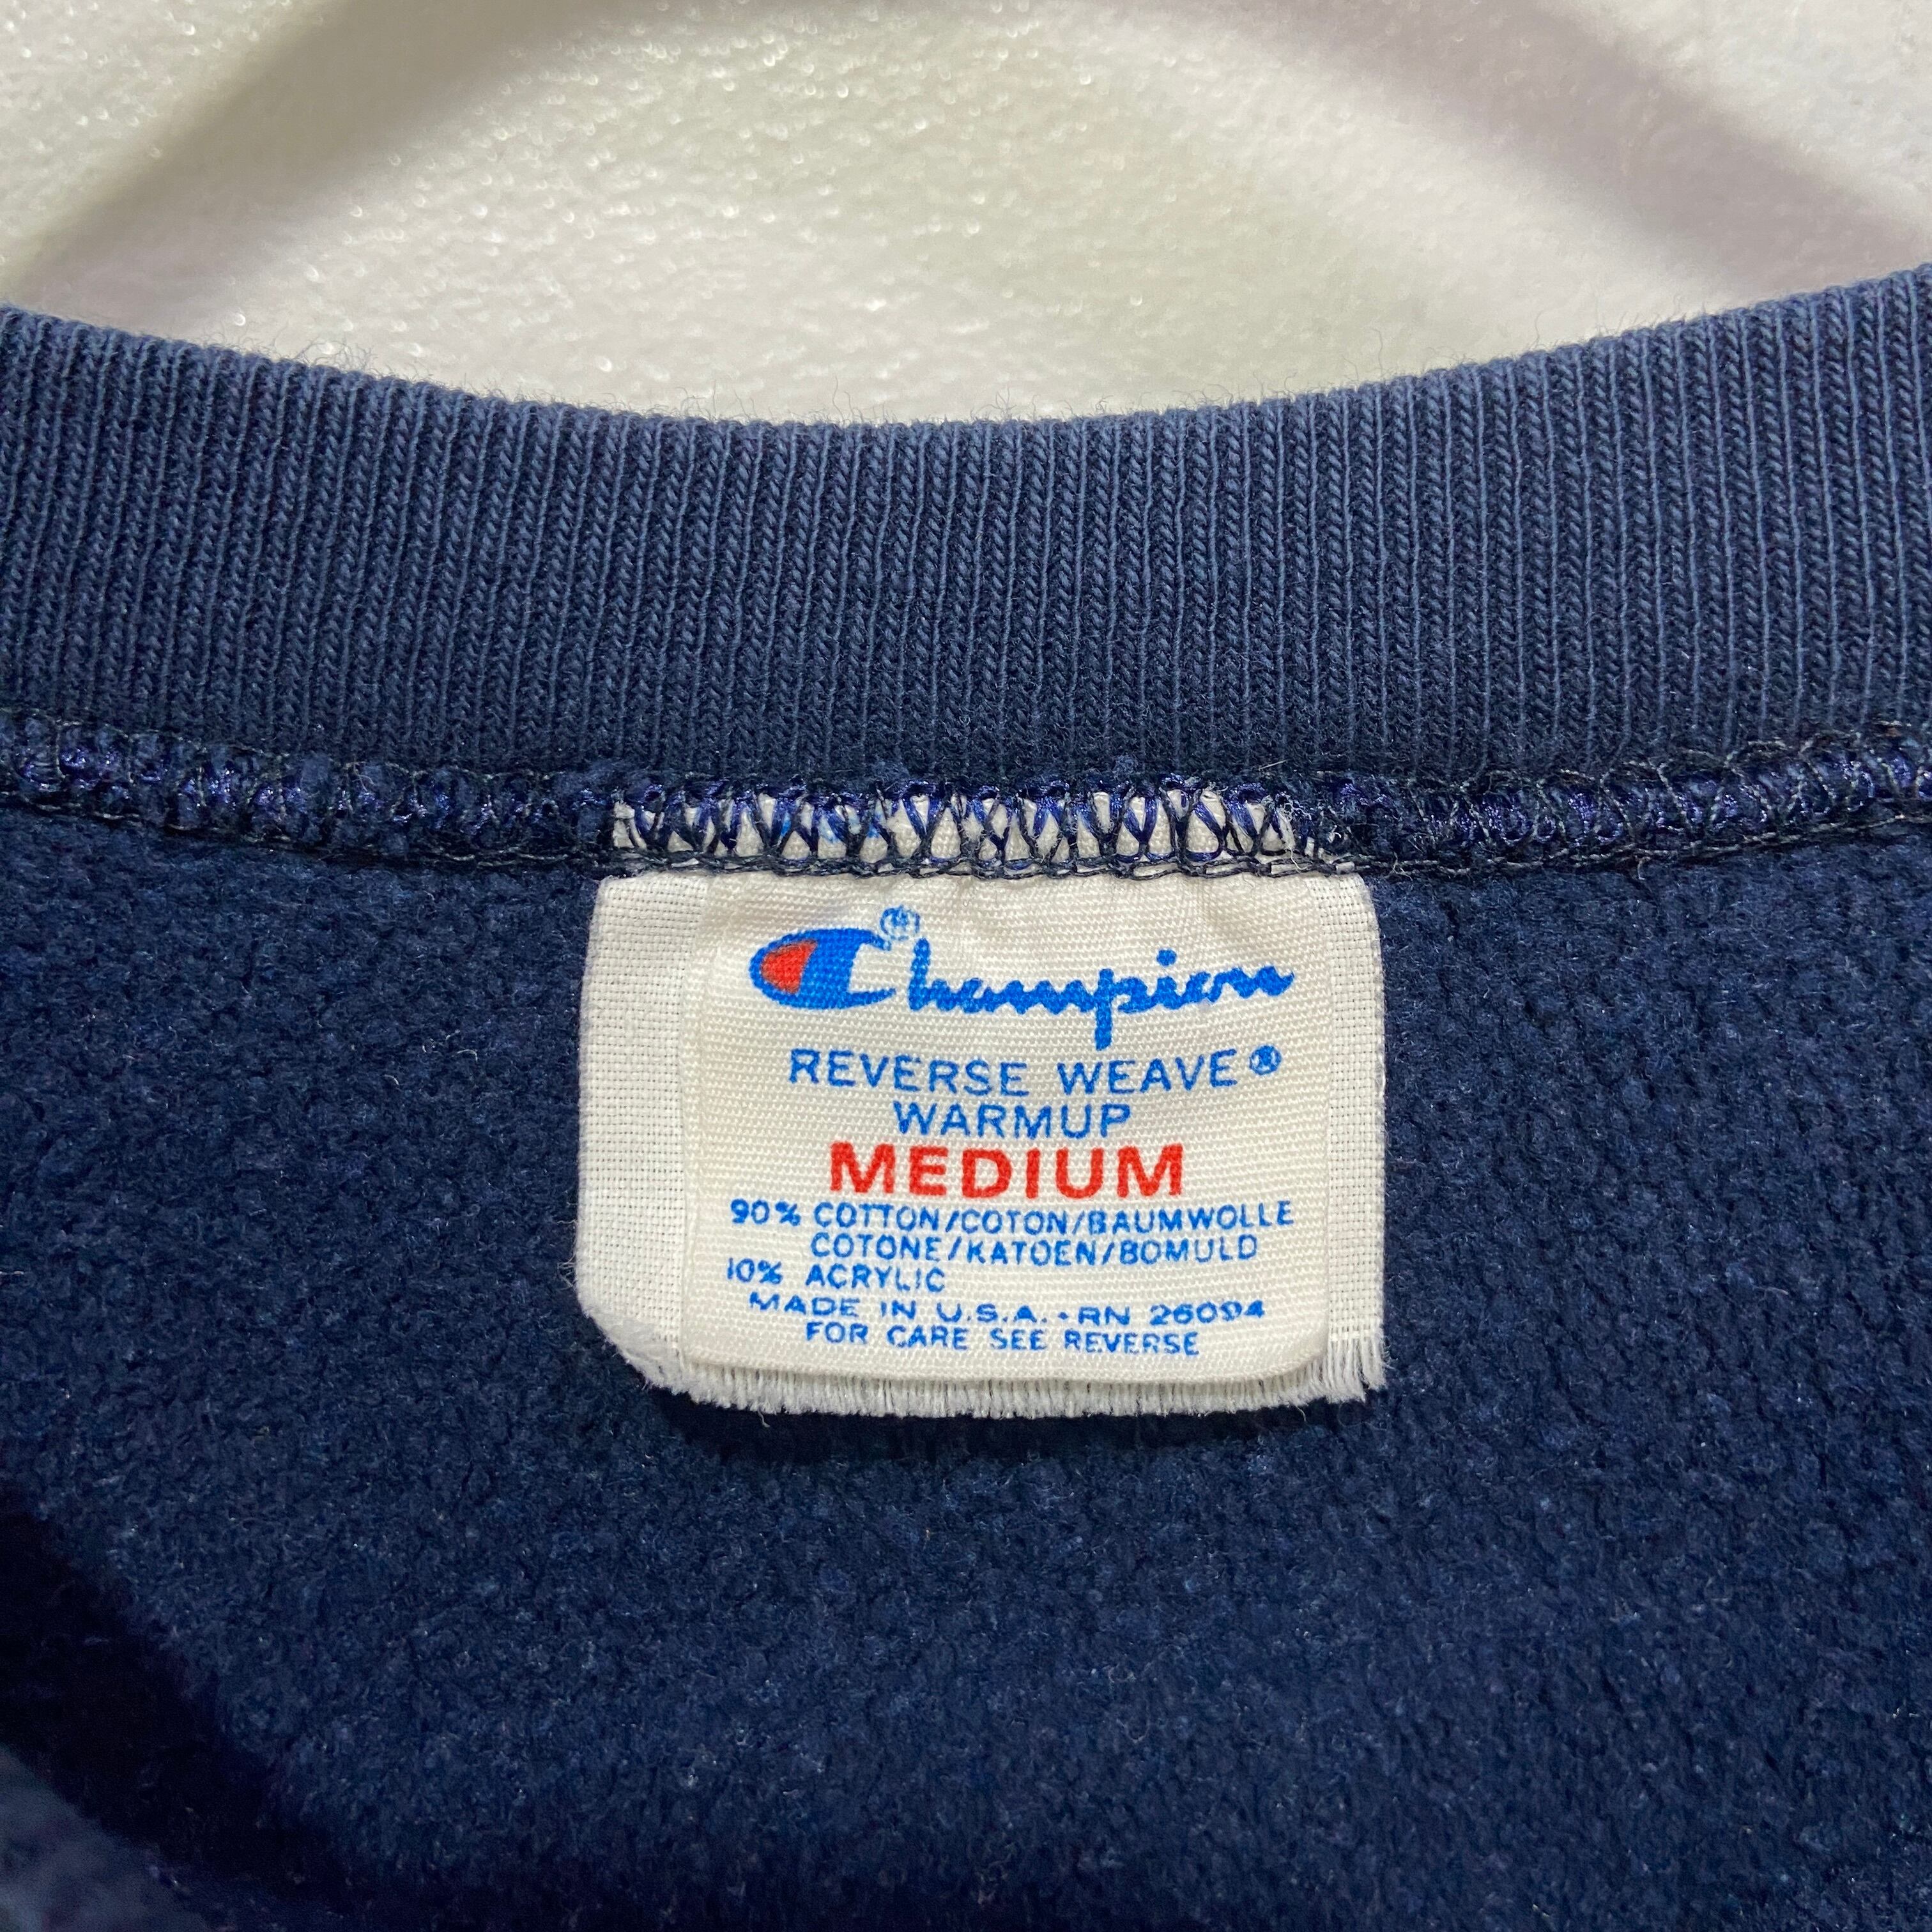 Champion®
REVERSE WEAVE®
WARMUP
MEDIUM
90% COTTON/COTON/BAUMWOLLE
COTONE/KATOEN/BOMULD
10% ACRYLIC
MADE IN U.S.A. • RN 26094
FOR CARE SEE REVERSE